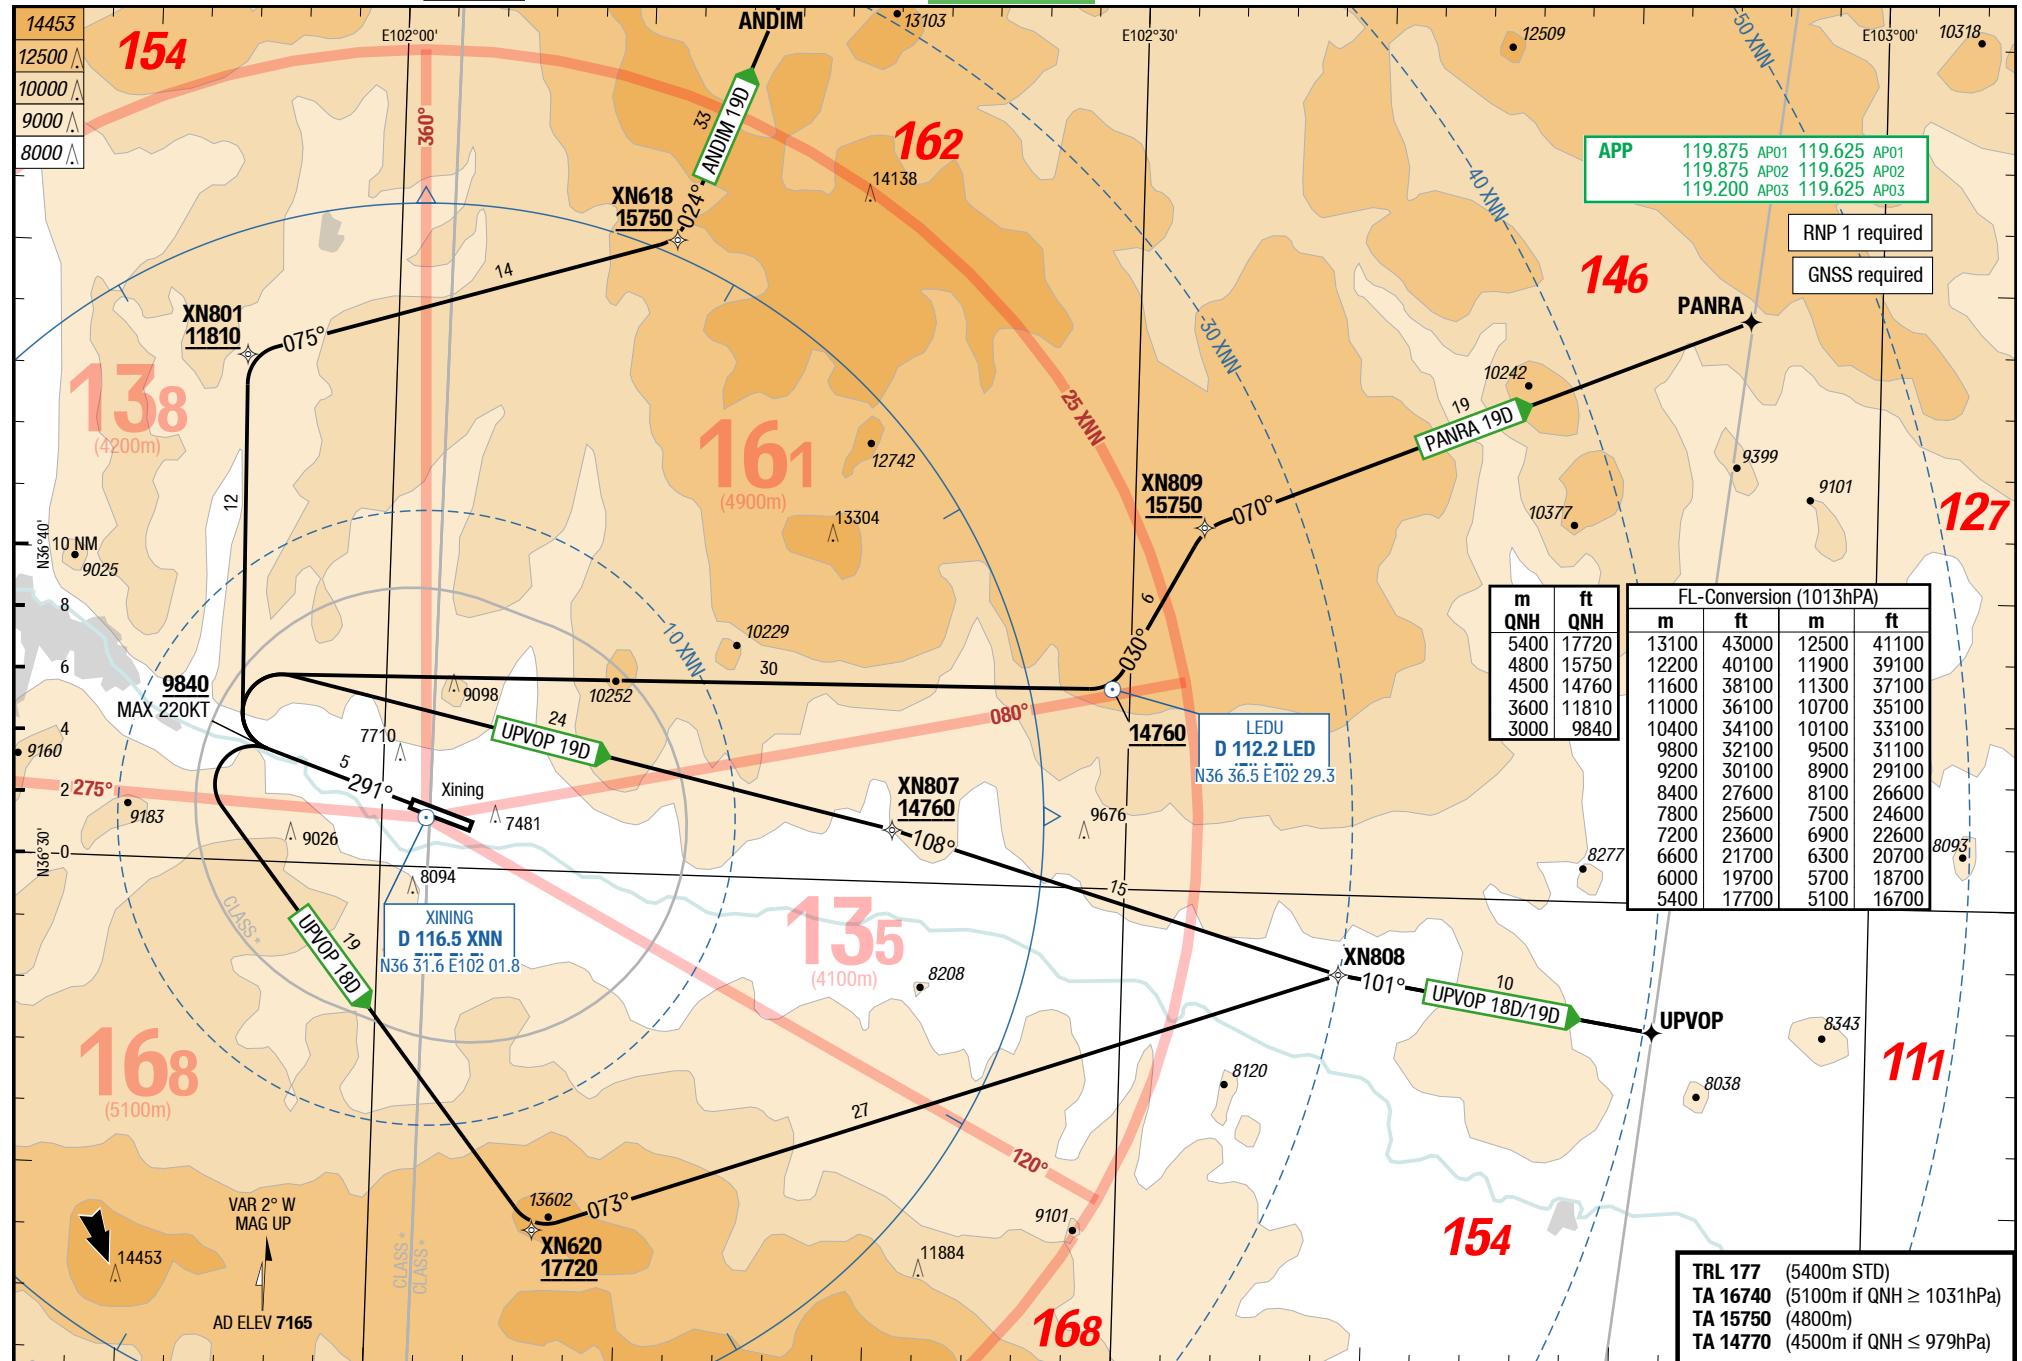 14453
12500
10000
9000
8000
154
E102°00'
ANDIM
13103
E102°30'
12509
50 XNN
E103°00'
10318
360°
33
ANDIM 19D
162
14138
024°
XN618
15750
14
40 XNN
APP 119.875 AP01 119.625 AP01
119.875 AP02 119.625 AP02
119.200 AP03 119.625 AP03
RNP 1 required
GNSS required
146
PANRA
XN801
11810
075°
30 XNN
138
(4200m)
161
(4900m)
12742
13304
25 XNN
10242
19
PANRA 19D
9399
9101
10377
127
12
XN809
15750
070°
N36°40'
10 NM
9025
8
6
4
2
0
N36°30'
6
030°
10 XNN
10229
30
9840
MAX 220KT
9098
10252
24
UPVOP 19D
080°
14760
LEDU
D 112.2 LED
N36 36.5 E102 29.3
m ft
QNH QNH
5400 17720
4800 15750
4500 14760
3600 11810
3000 9840
FL-Conversion (1013hPA)
m ft m ft
13100 43000 12500 41100
12200 40100 11900 39100
11600 38100 11300 37100
11000 36100 10700 35100
10400 34100 10100 33100
9800 32100 9500 31100
9200 30100 8900 29100
8400 27600 8100 26600
7800 25600 7500 24600
7200 23600 6900 22600
6600 21700 6300 20700
6000 19700 5700 18700
5400 17700 5100 16700
9160
275°
9183
7710
5
291°
Xining
7481
9026
8094
XN807
14760
108°
9676
15
8277
8093
CLASS *
19
UPVOP 18D
XINING
D 116.5 XNN
N36 31.6 E102 01.8
135
(4100m)
8208
XN808
101°
10
UPVOP 18D/19D
UPVOP
8343
8038
111
168
(5100m)
8120
27
120°
13602
073°
XN620
17720
9101
11884
154
168
VAR 2° W
MAG UP
14453
AD ELEV 7165
CLASS *
CLASS *
TRL 177 (5400m STD)
TA 16740 (5100m if QNH ≥ 1031hPa)
TA 15750 (4800m)
TA 14770 (4500m if QNH ≤ 979hPa)